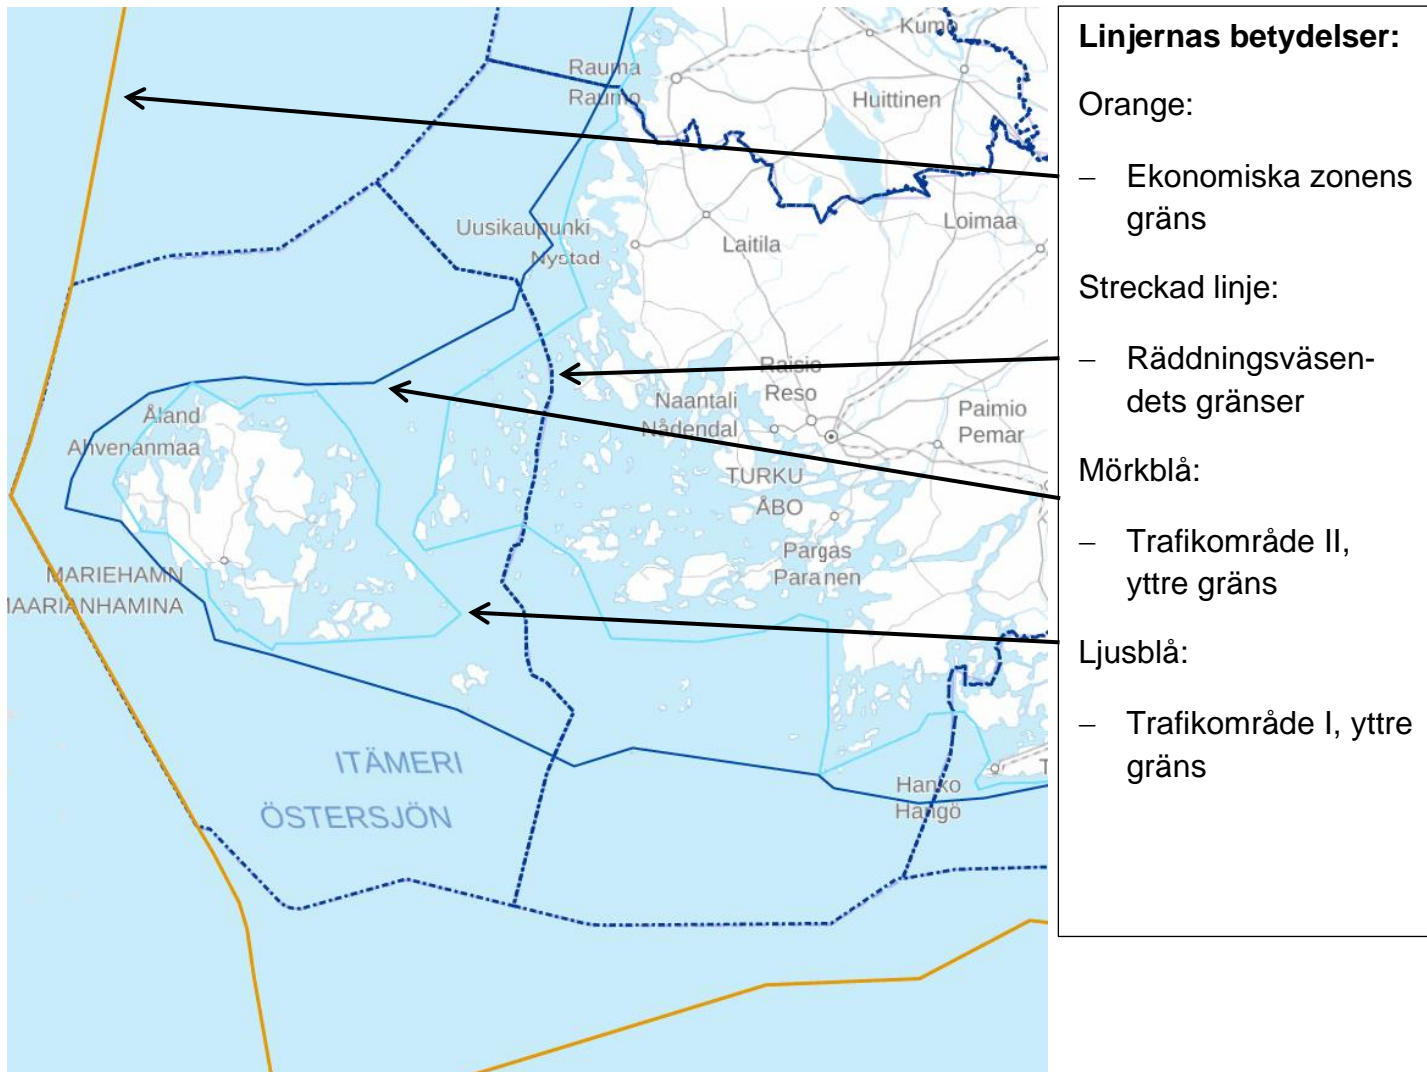 Kumo
Rauma
Raumo
Huittinen
Loimaa
Uusikaupunki
Nystad
Laitila
Raisio
Reso
Naantali
Nådendal
Paimio
Pemar
Åland
Ahvenanmaa
TURKU
ÅBO
Pargas
Parainen
MARIEHAMN
MAARIANHAMINA
ITÄMERI
ÖSTERSJÖN
Hanko
Hangö
T
Linjernas betydelser:
Orange:
– Ekonomiska zonens
gräns
Streckad linje:
– Räddningsväsen-
dets gränser
Mörkblå:
– Trafikområde II,
yttre gräns
Ljusblå:
– Trafikområde I, yttre
gräns